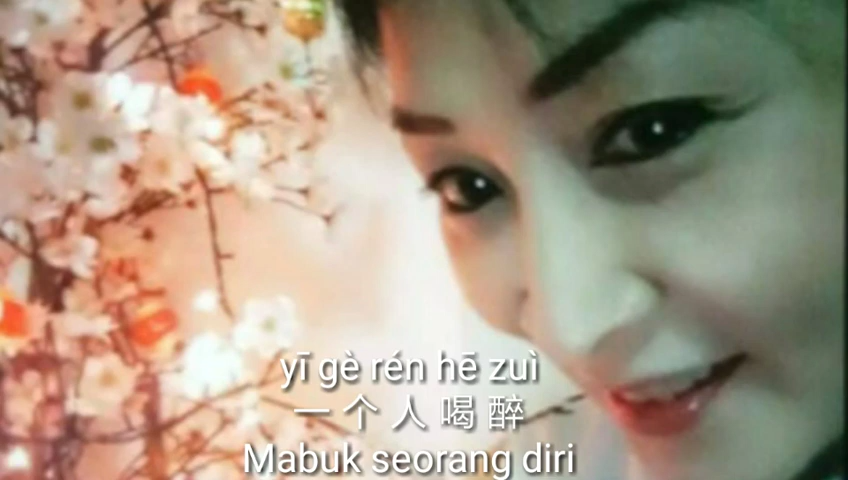 yī gè rén hē zuì
一个人喝醉
Mabuk seorang diri